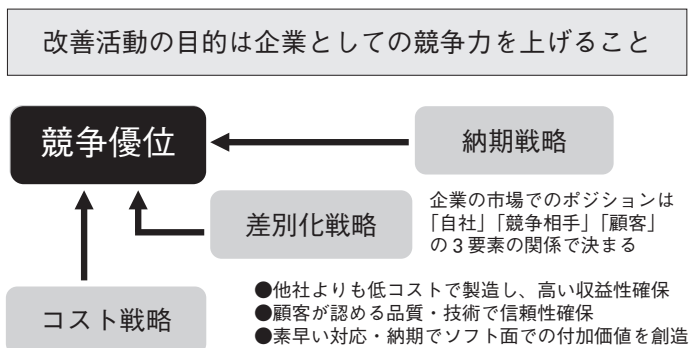 改善活動の目的は企業としての競争力を上げること
競争優位
納期戦略
差別化戦略
企業の市場でのポジションは
「自社」「競争相手」「顧客」
の3要素の関係で決まる
コスト戦略
●他社よりも低コストで製造し、高い収益性確保
●顧客が認める品質・技術で信頼性確保
●素早い対応・納期でソフト面での付加価値を創造